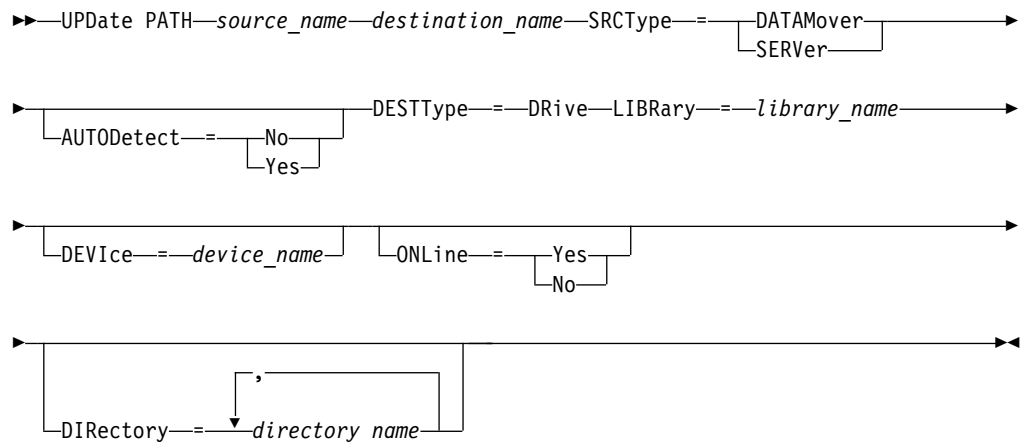 UPDate PATH source_name destination_name SRCType = DATAMover
SERVer
AUTODetect = No
Yes
DESTType = DRive LIBRary = library_name
DEVIce = device_name
ONLine = Yes
No
,
DIRectory = directory name